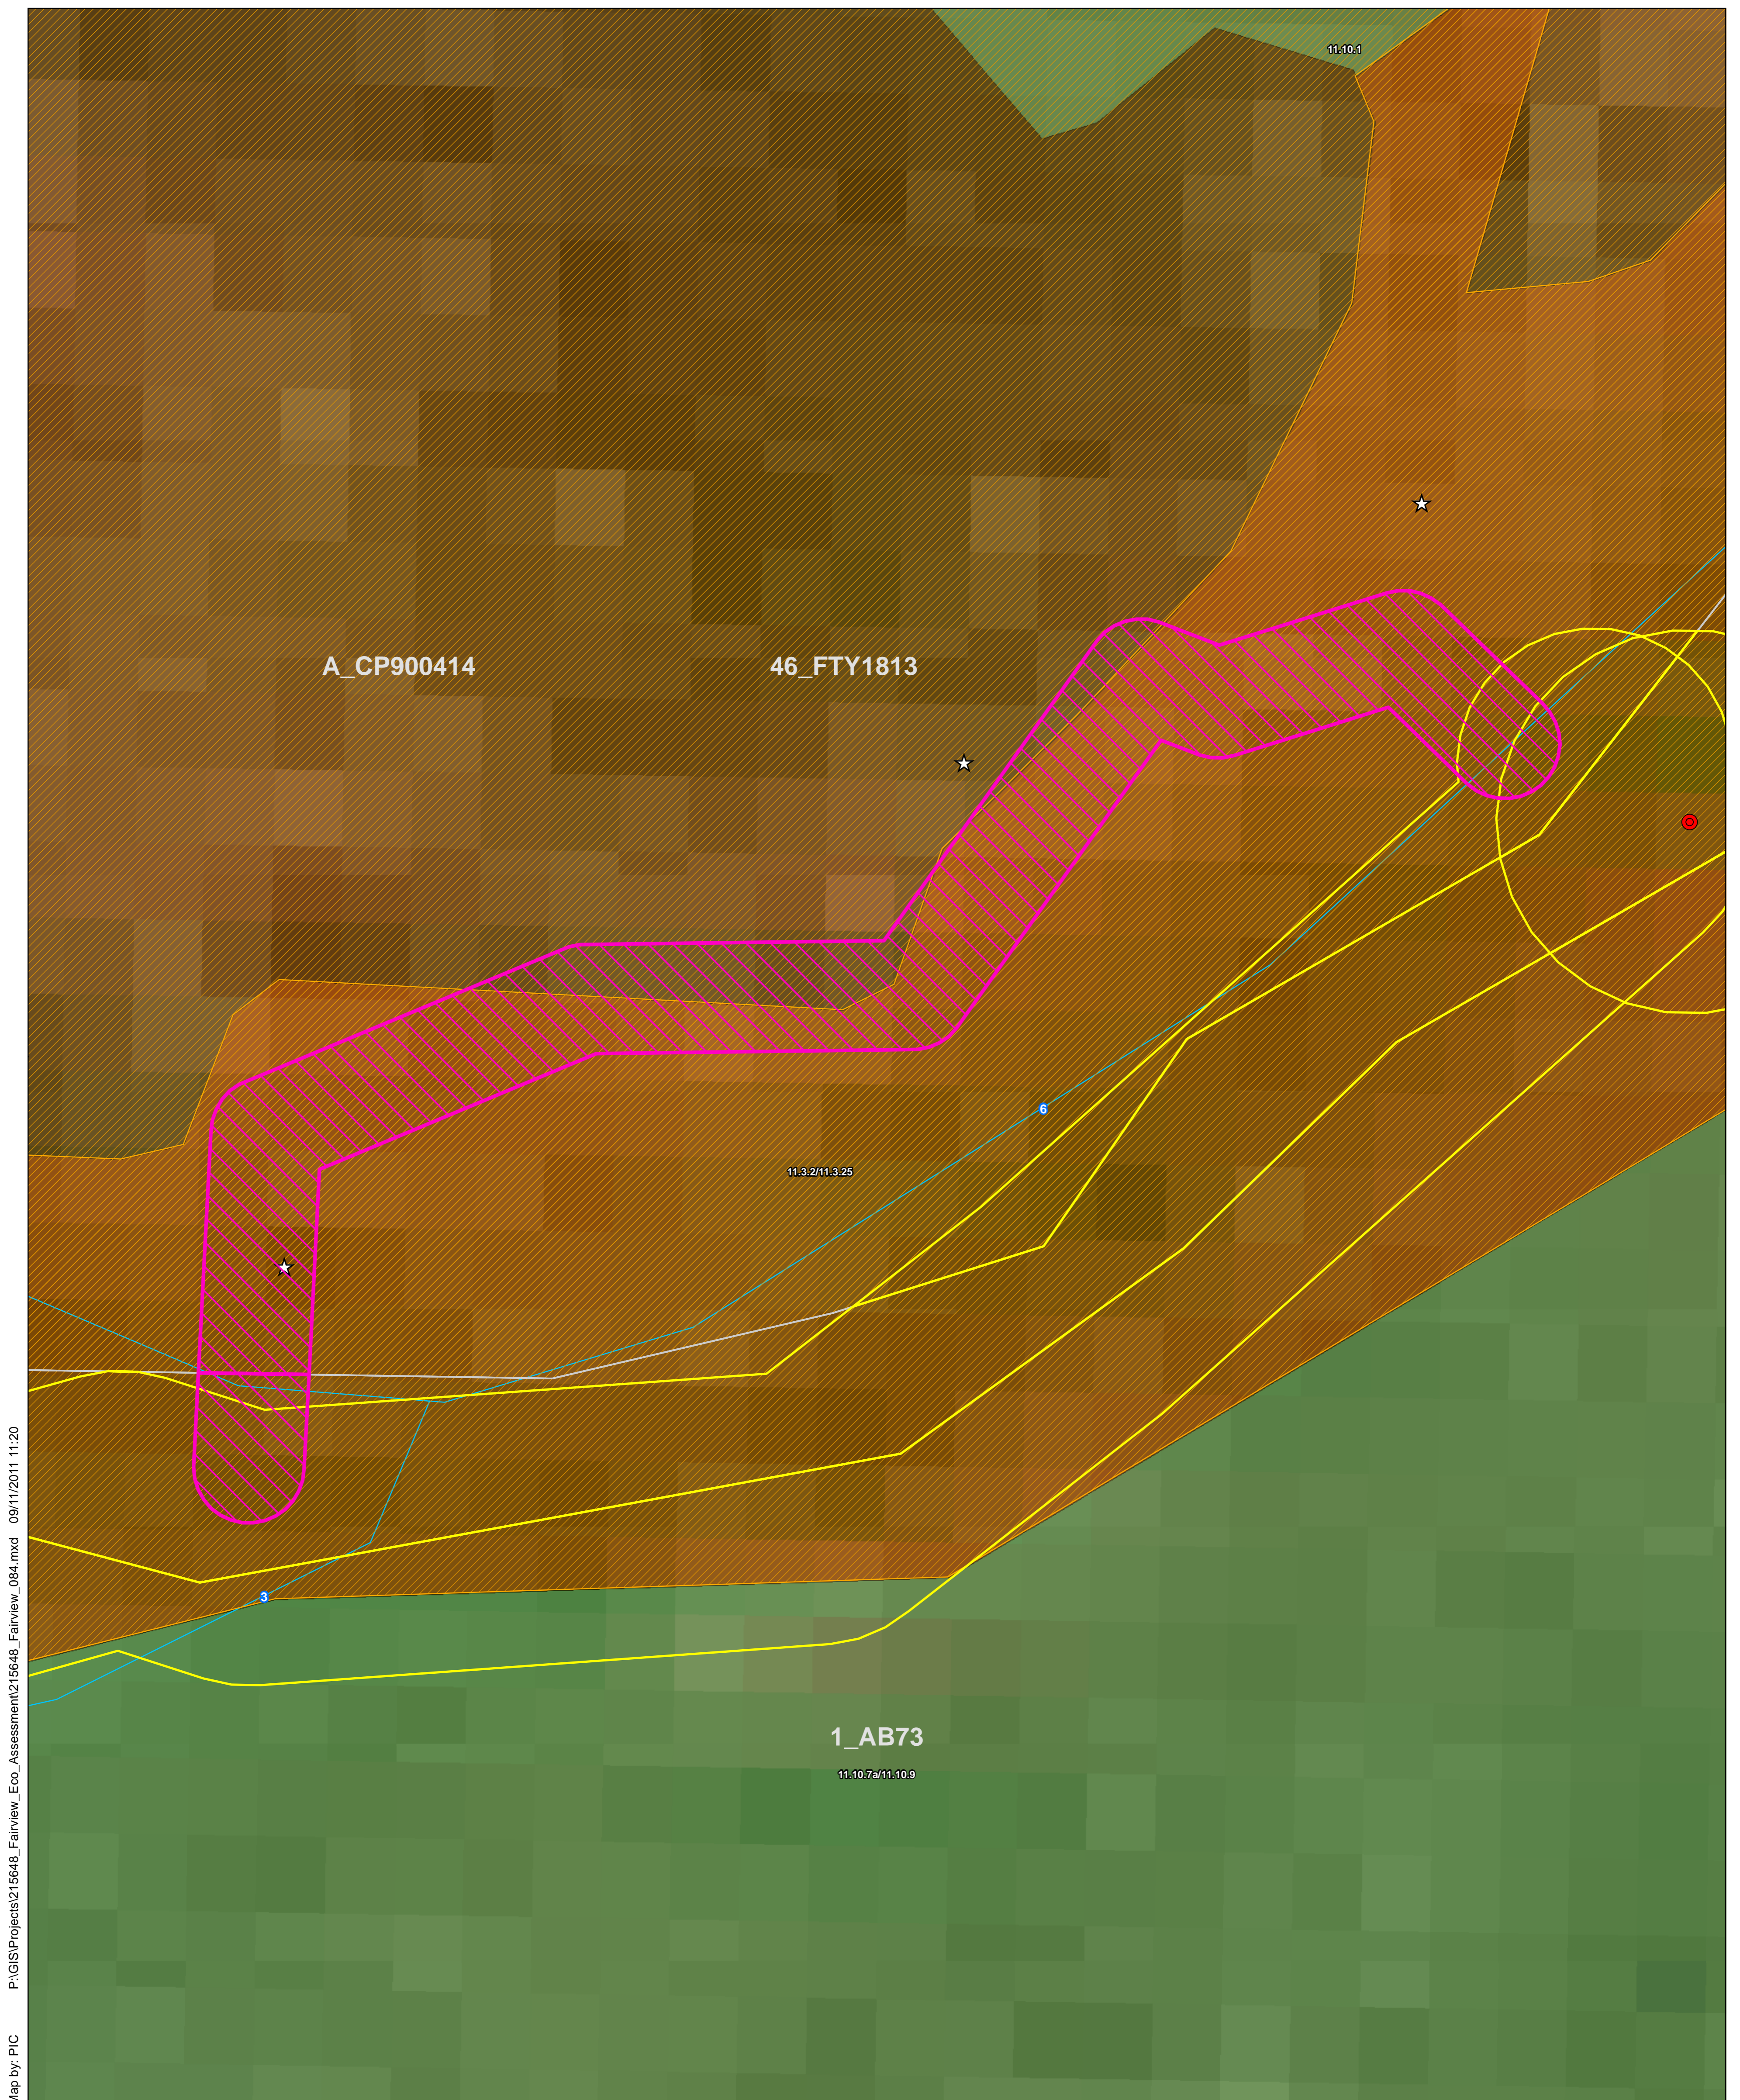 11.10.1
A_CP900414
46_FTY1813
6
11.3.2/11.3.25
3
1_AB73
11.10.7a/11.10.9
Map by: PIC P:\GIS\Projects\215648_Fairview_Eco_Assessment\215648_Fairview_084.mxd 09/11/2011 11:20